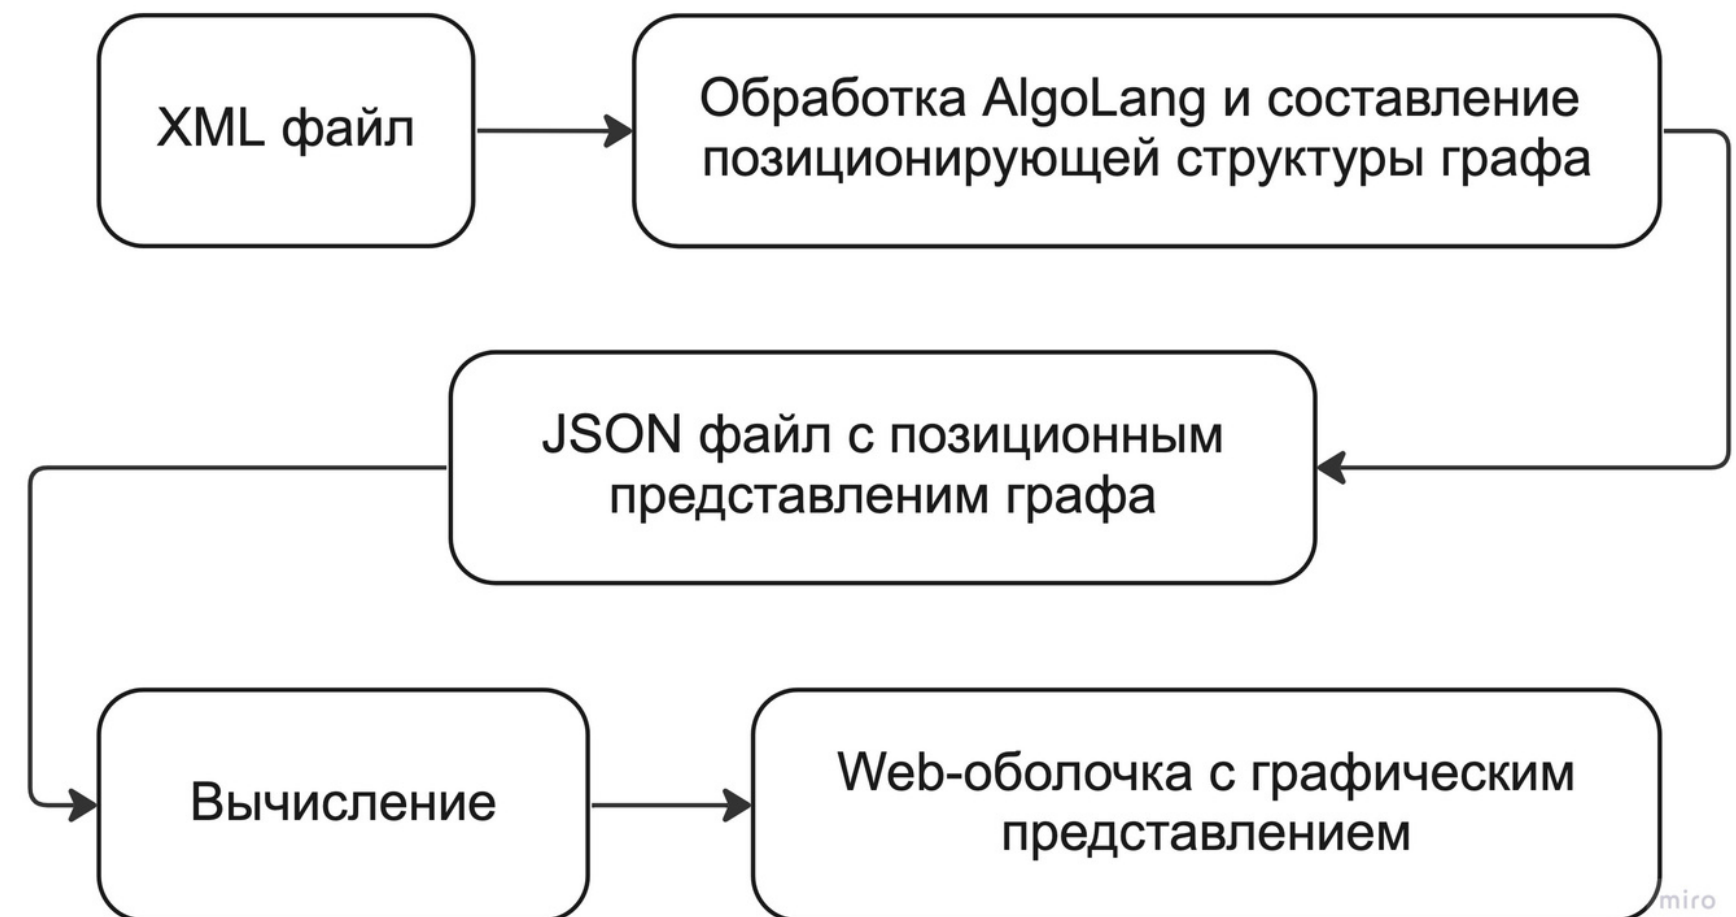 XML файл
Обработка AlgoLang и составление
позиционирующей структуры графа
JSON файл с позиционным
представленим графа
Вычисление
Web-оболочка с графическим
представлением
miro